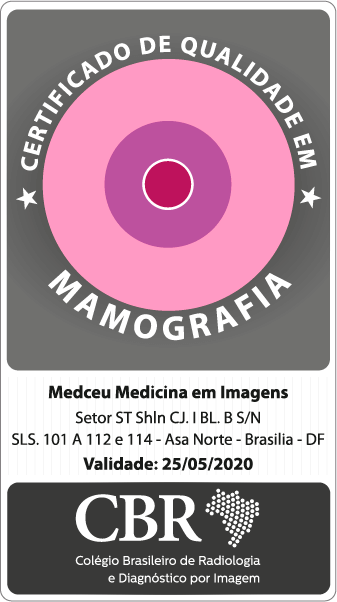 CERTIFICADO DE QUALIDADE EM
MAMOGRAFIA
Medceu Medicina em Imagens
Setor ST Shln CJ. I BL. B S/N
SLS. 101 A 112 e 114 - Asa Norte - Brasilia - DF
Validade: 25/05/2020
CBR
Colégio Brasileiro de Radiologia
e Diagnóstico por Imagem